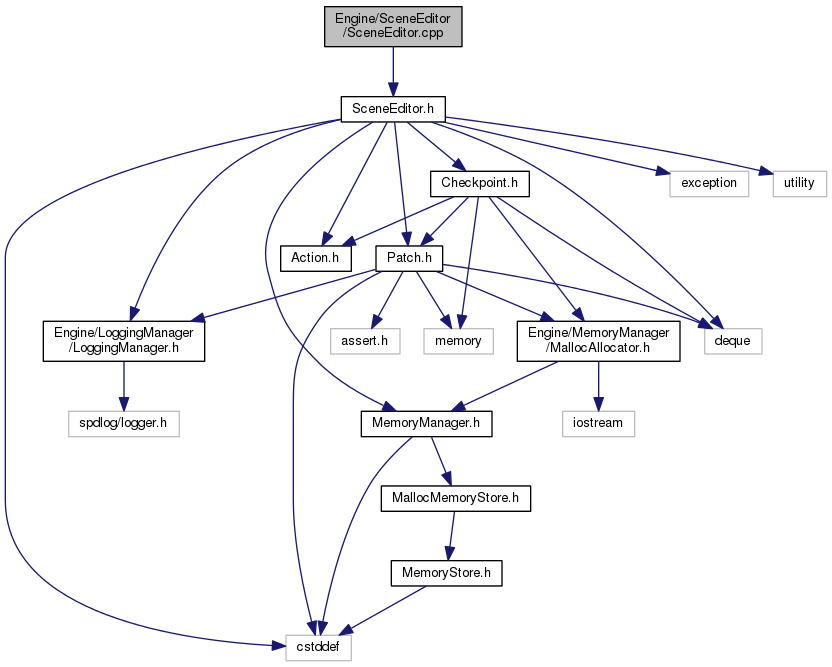 Engine/SceneEditor
/SceneEditor.cpp
SceneEditor.h
Checkpoint.h
exception
utility
Action.h
Patch.h
Engine/LoggingManager
/LoggingManager.h
assert.h
memory
Engine/MemoryManager
/MallocAllocator.h
deque
spdlog/logger.h
MemoryManager.h
iostream
MallocMemoryStore.h
MemoryStore.h
cstddef